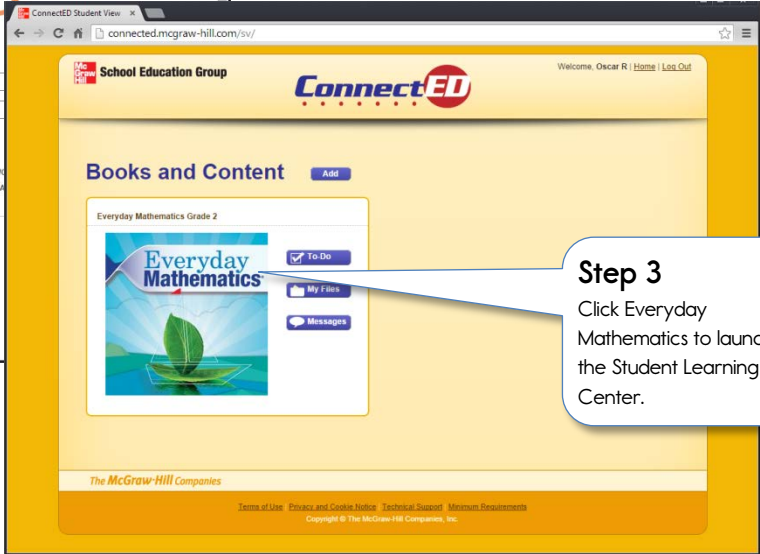 ConnectED Student View
connected.mcgraw-hill.com/sv/
Mc Graw Hill School Education Group
ConnectED
Welcome, Oscar R | Home | Log Out
Books and Content Add
Everyday Mathematics Grade 2
Everyday
Mathematics
To-Do
My Files
Messages
Step 3
Click Everyday
Mathematics to launc
the Student Learning
Center.
The McGraw-Hill Companies
Terms of Use Privacy and Cookie Notice Technical Support Minimum Requirements
Copyright © The McGraw-Hill Companies, Inc.